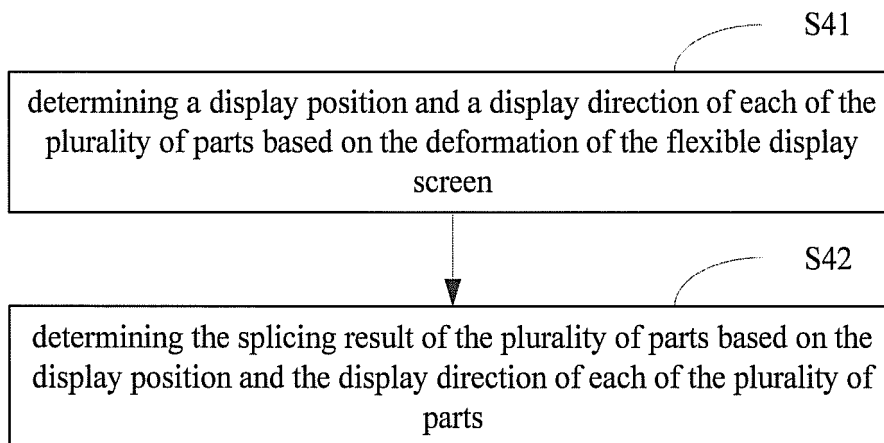 S41
determining a display position and a display direction of each of the
plurality of parts based on the deformation of the flexible display
screen
S42
determining the splicing result of the plurality of parts based on the
display position and the display direction of each of the plurality of
parts